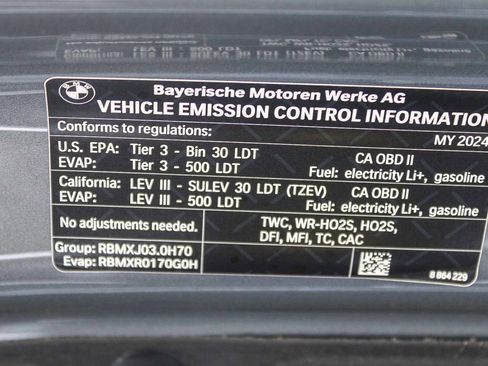 BMW
Bayerische Motoren Werke AG
VEHICLE EMISSION CONTROL INFORMATION
Conforms to regulations: MY 2024
U.S. EPA: Tier 3 - Bin 30 LDT CA OBD II
EVAP: Tier 3 - 500 LDT Fuel: electricity Li+, gasoline
California: LEV III - SULEV 30 LDT (TZEV) CA OBD II
EVAP: LEV III - 500 LDT Fuel: electricity Li+, gasoline
No adjustments needed. TWC, WR-HO2S, HO2S,
DFI, MFI, TC, CAC
Group: RBMXJ03.0H70
Evap: RBMXR0170G0H
8 864 229